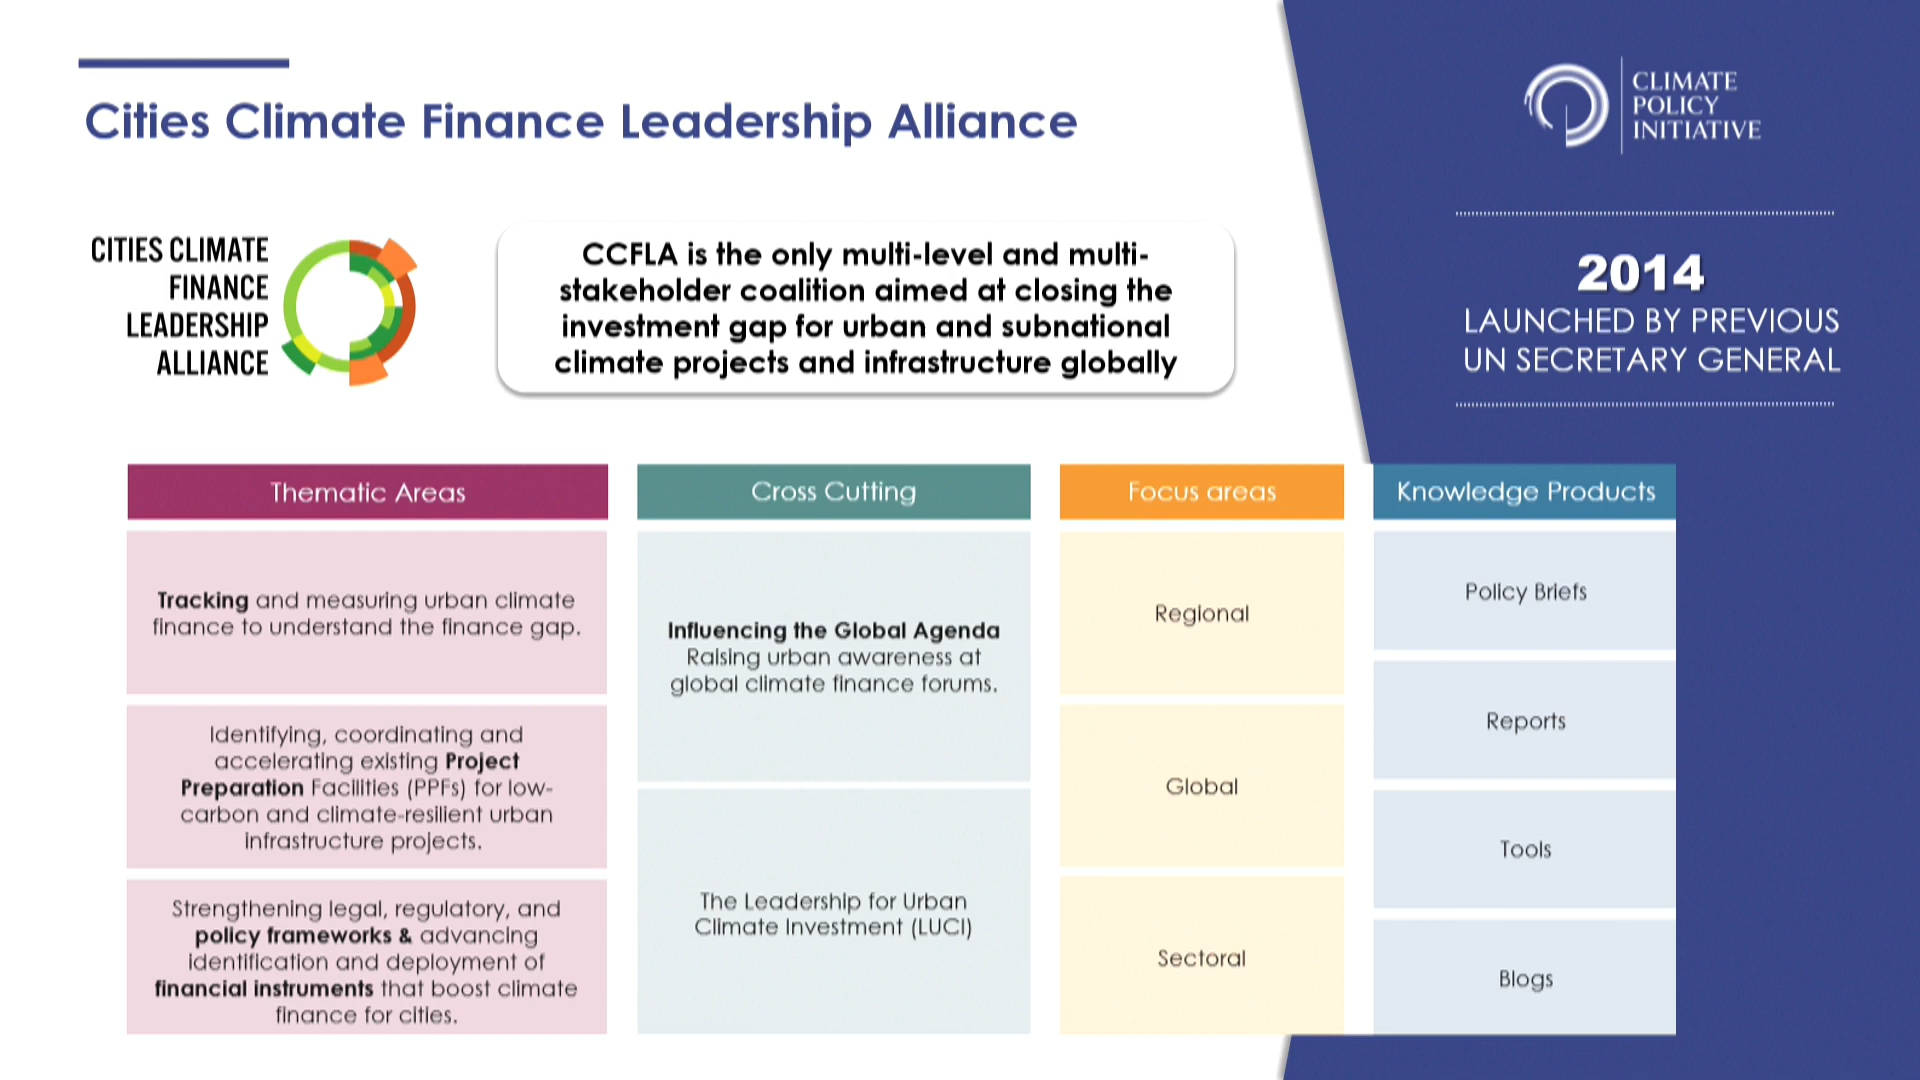 Cities Climate Finance Leadership Alliance
CLIMATE
POLICY
INITIATIVE
CITIES CLIMATE
FINANCE
LEADERSHIP
ALLIANCE
CCFLA is the only multi-level and multi-
stakeholder coalition aimed at closing the
investment gap for urban and subnational
climate projects and infrastructure globally
2014
LAUNCHED BY PREVIOUS
UN SECRETARY GENERAL
Thematic Areas
Tracking and measuring urban climate
finance to understand the finance gap.
Identifying, coordinating and
accelerating existing Project
Preparation Facilities (PPFs) for low-
carbon and climate-resilient urban
infrastructure projects.
Strengthening legal, regulatory, and
policy frameworks & advancing
identification and deployment of
financial instruments that boost climate
finance for cities.
Cross Cutting
Influencing the Global Agenda
Raising urban awareness at
global climate finance forums.
The Leadership for Urban
Climate Investment (LUCI)
Focus areas
Regional
Global
Sectoral
Knowledge Products
Policy Briefs
Reports
Tools
Blogs